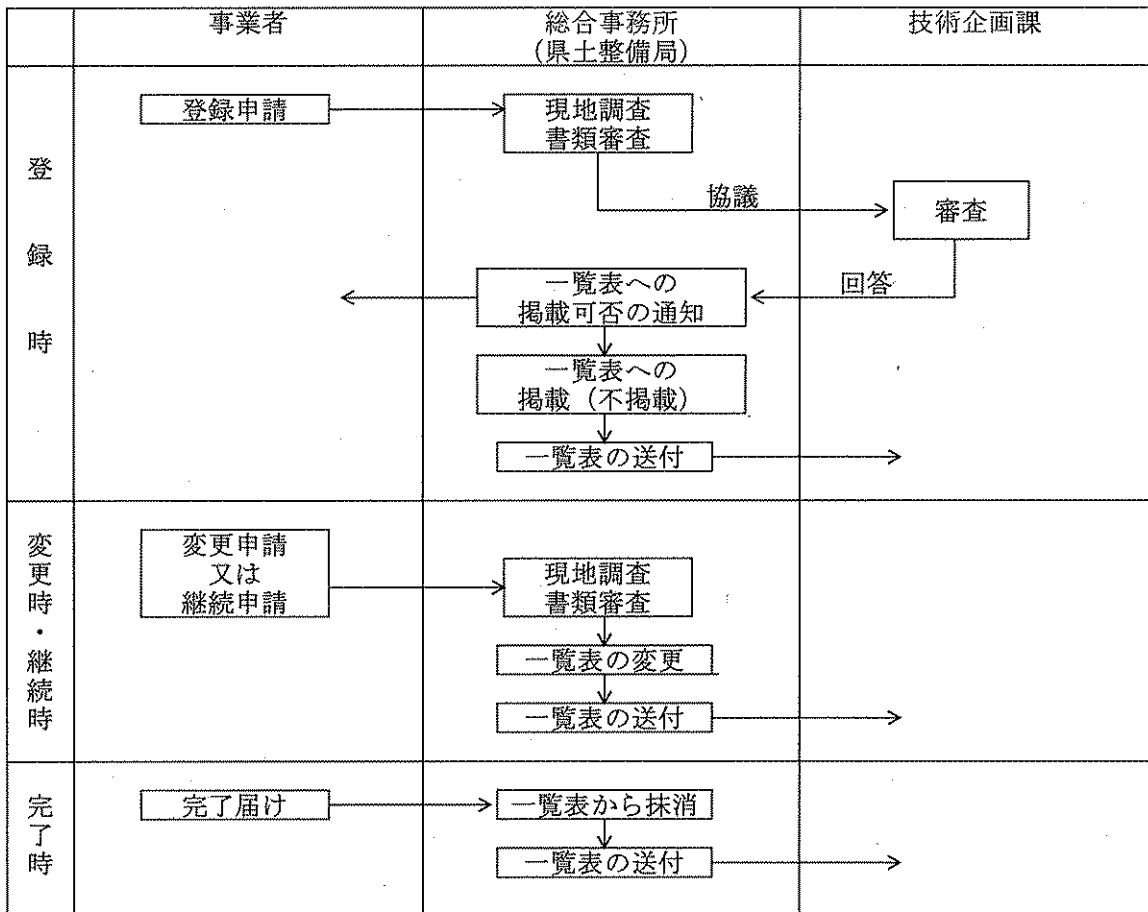 事業者
総合事務所
(県土整備局)
技術企画課
登録時
登録申請
現地調査
書類審査
協議
審査
回答
一覧表への
掲載可否の通知
一覧表への
掲載（不掲載）
一覧表の送付
変更時・継続時
変更申請
又は
継続申請
現地調査
書類審査
一覧表の変更
一覧表の送付
完了時
完了届け
一覧表から抹消
一覧表の送付